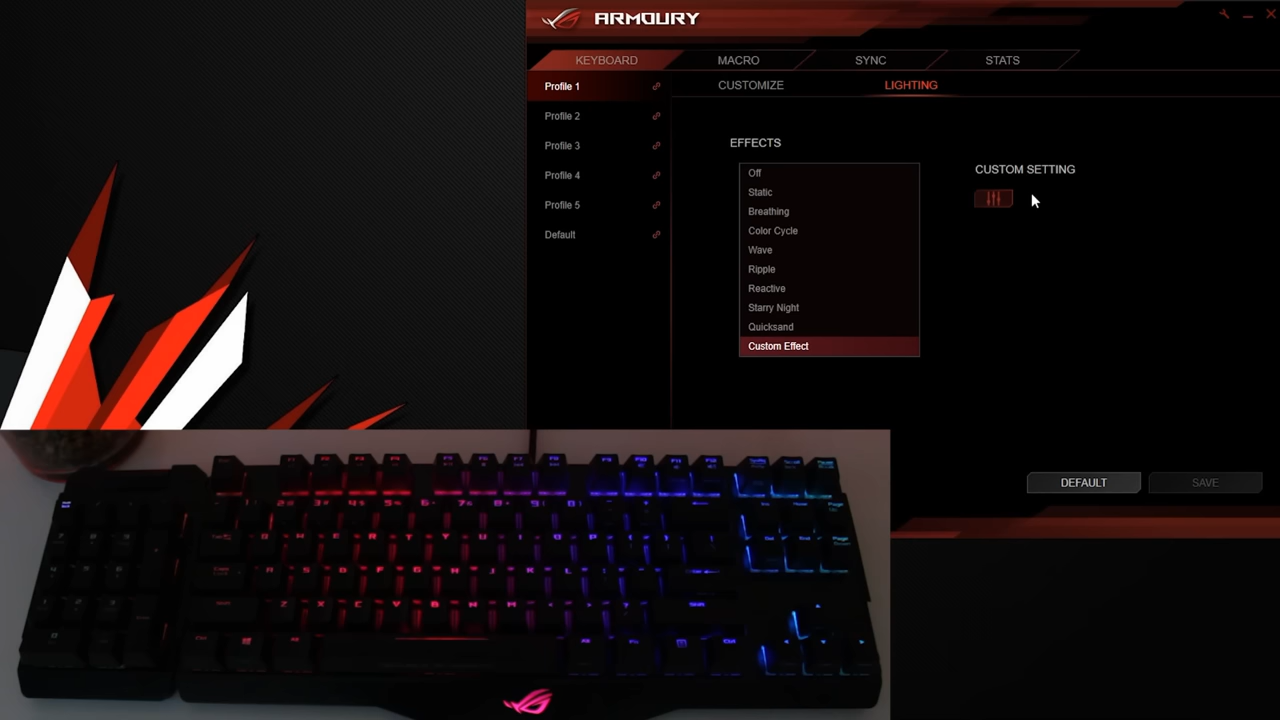 ARMOURY
KEYBOARD
MACRO
SYNC
STATS
Profile 1
Profile 2
Profile 3
Profile 4
Profile 5
Default
CUSTOMIZE
LIGHTING
EFFECTS
Off
Static
Breathing
Color Cycle
Wave
Ripple
Reactive
Starry Night
Quicksand
Custom Effect
CUSTOM SETTING
DEFAULT
SAVE